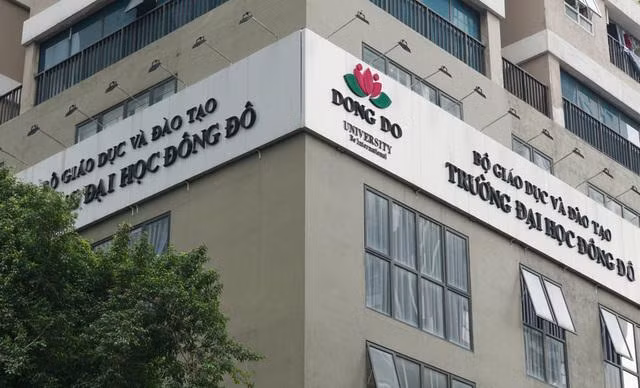 BỘ GIÁO DỤC VÀ ĐÀO TẠO
ĐẠI HỌC ĐÔNG ĐÔ
DONG DO
UNIVERSITY
Be International
BỘ GIÁO DỤC VÀ ĐÀO TẠO
TRƯỜNG ĐẠI HỌC ĐÔNG ĐÔ